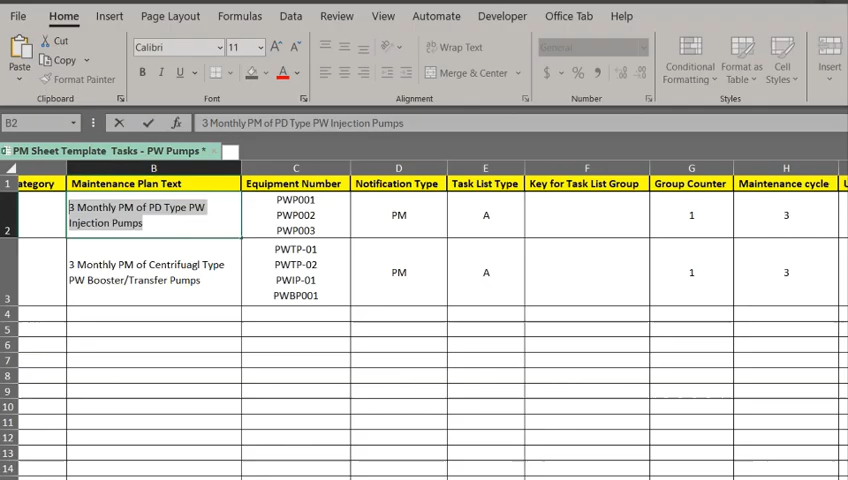 File Home Insert Page Layout Formulas Data Review View Automate Developer Office Tab Help
Cut
Copy
Format Painter
Paste
Clipboard
Calibri 11
B I U
Font
Wrap Text
Merge & Center
Alignment
General
$ % 9
Number
Conditional Formatting
Format as Table
Cell Styles
Styles
Insert
B2 fx 3 Monthly PM of PD Type PW Injection Pumps
PM Sheet Template Tasks - PW Pumps *
B C D E F G H
1 ategory Maintenance Plan Text Equipment Number Notification Type Task List Type Key for Task List Group Group Counter Maintenance cycle U
2 3 Monthly PM of PD Type PW
Injection Pumps
PWP001
PWP002
PWP003
PM A 1 3
3 3 Monthly PM of Centrifuagl Type
PW Booster/Transfer Pumps
PWTP-01
PWTP-02
PWIP-01
PWBP001
PM A 1 3
4
5
6
7
8
9
10
11
12
13
14